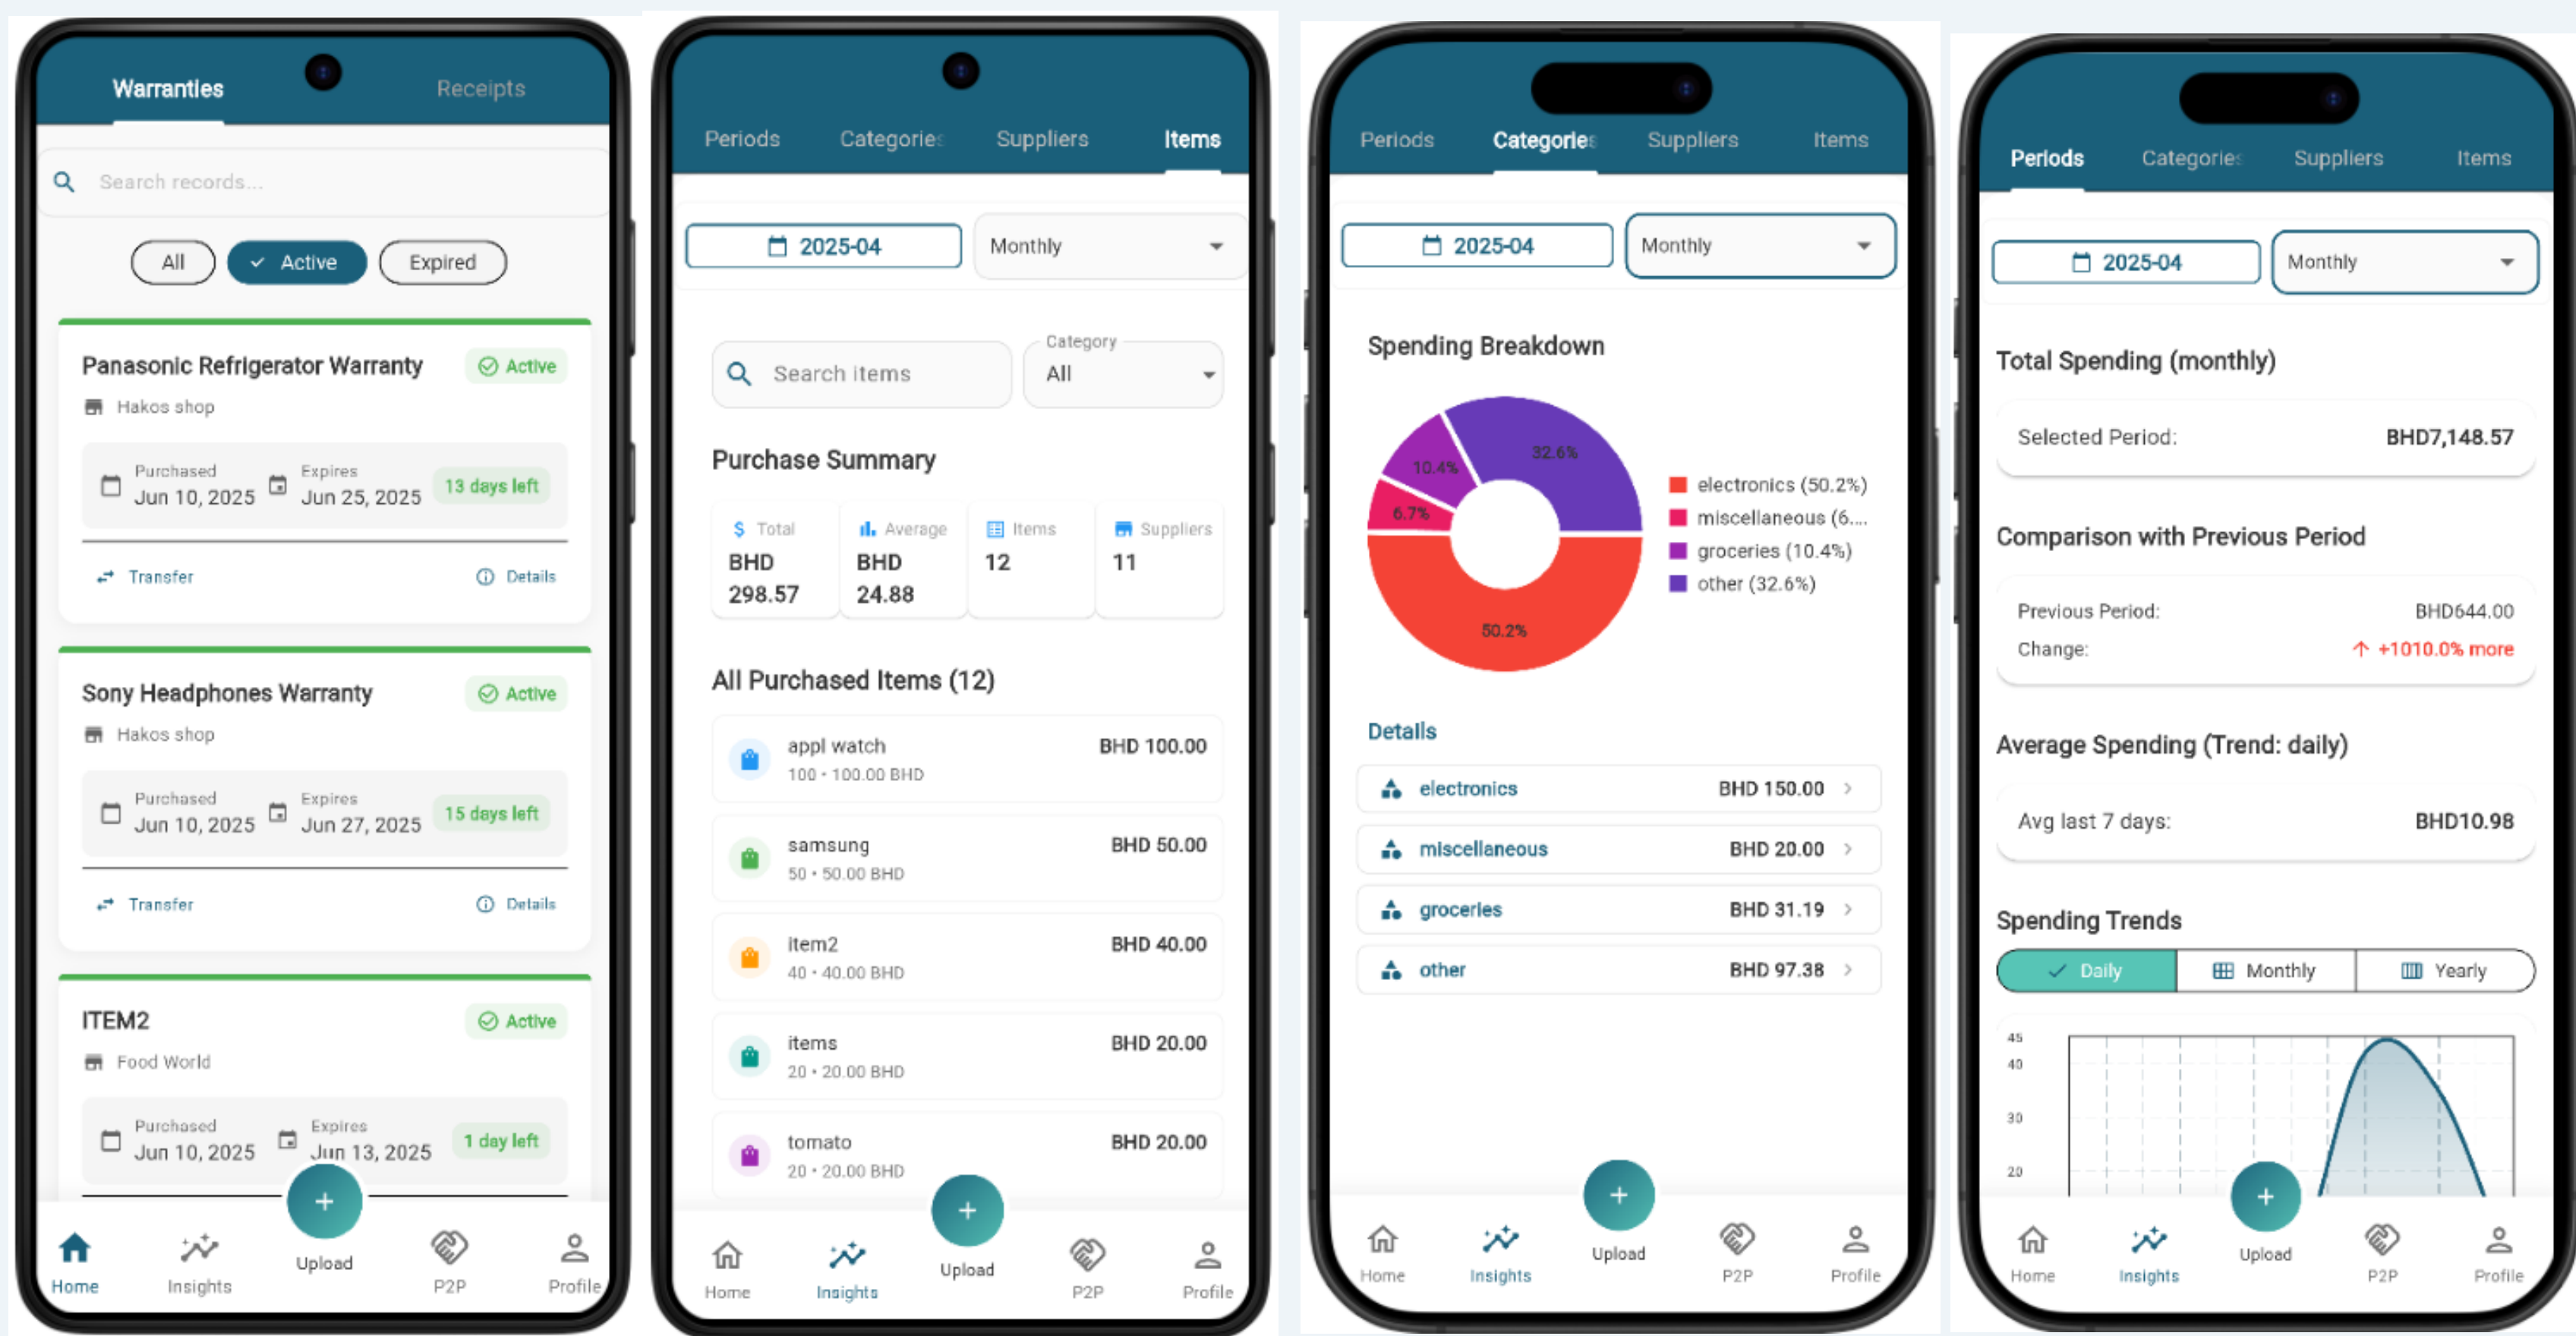 Warranties
Receipts
Search records...
All
Active
Expired
Panasonic Refrigerator Warranty
Active
Hakos shop
Purchased
Expires
Jun 10, 2025
Jun 25, 2025
13 days left
Transfer
Details
Sony Headphones Warranty
Active
Hakos shop
Purchased
Expires
Jun 10, 2025
Jun 27, 2025
15 days left
Transfer
Details
ITEM2
Active
Food World
Purchased
Expires
Jun 10, 2025
Jun 13, 2025
1 day left
Home
Insights
Upload
P2P
Profile
Periods
Categories
Suppliers
Items
2025-04
Monthly
Search items
Category
All
Purchase Summary
$ Total
BHD
298.57
Average
BHD
24.88
Items
12
Suppliers
11
All Purchased Items (12)
appl watch
BHD 100.00
100 • 100.00 BHD
samsung
BHD 50.00
50 • 50.00 BHD
item2
BHD 40.00
40 • 40.00 BHD
items
BHD 20.00
20 • 20.00 BHD
tomato
BHD 20.00
20 • 20.00 BHD
Home
Insights
Upload
P2P
Profile
Periods
Categories
Suppliers
Items
2025-04
Monthly
Spending Breakdown
32.6%
10.4%
6.7%
50.2%
electronics (50.2%)
miscellaneous (6....
groceries (10.4%)
other (32.6%)
Details
electronics
BHD 150.00
miscellaneous
BHD 20.00
groceries
BHD 31.19
other
BHD 97.38
Home
Insights
Upload
P2P
Profile
Periods
Categories
Suppliers
Items
2025-04
Monthly
Total Spending (monthly)
Selected Period:
BHD7,148.57
Comparison with Previous Period
Previous Period:
BHD644.00
Change:
↑ +1010.0% more
Average Spending (Trend: daily)
Avg last 7 days:
BHD10.98
Spending Trends
Daily
Monthly
Yearly
45
40
30
20
Home
Insights
Upload
P2P
Profile